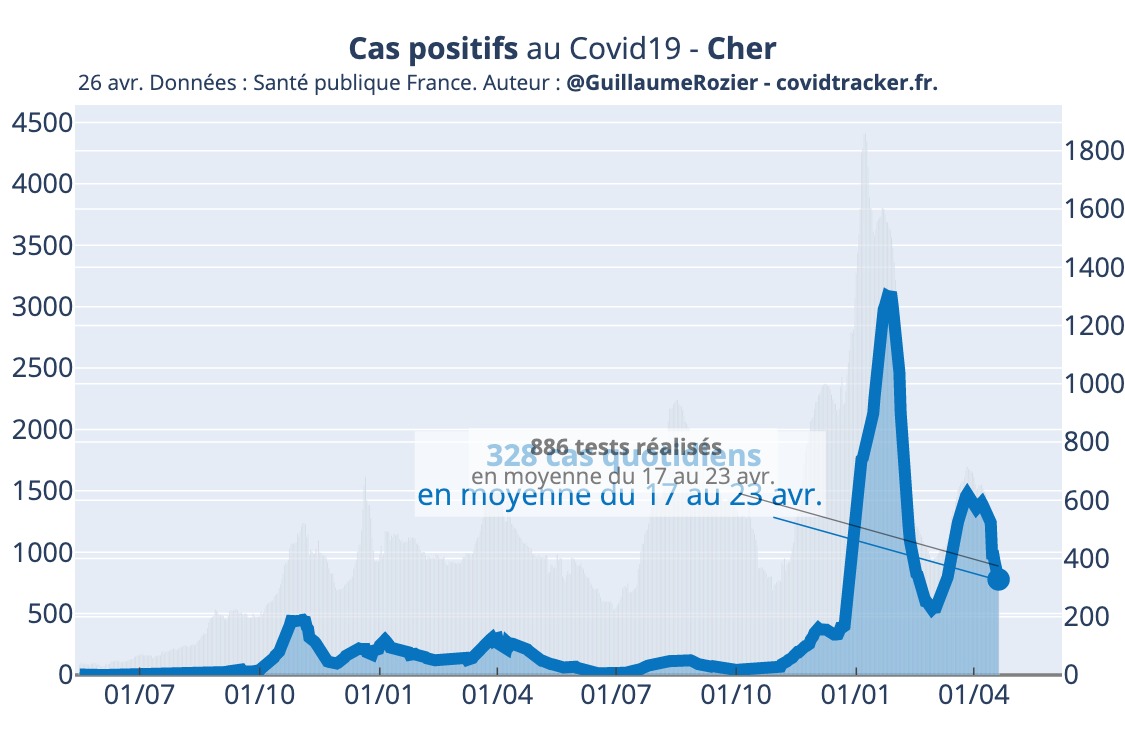 Cas positifs au Covid19 - Cher
26 avr. Données : Santé publique France. Auteur : @GuillaumeRozier - covidtracker.fr.
4500
4000
3500
3000
2500
2000
1500
1000
500
0
1800
1600
1400
1200
1000
800
600
400
200
0
886 tests réalisés
en moyenne du 17 au 23 avr.
328 cas quotidiens
en moyenne du 17 au 23 avr.
01/07 01/10 01/01 01/04 01/07 01/10 01/01 01/04